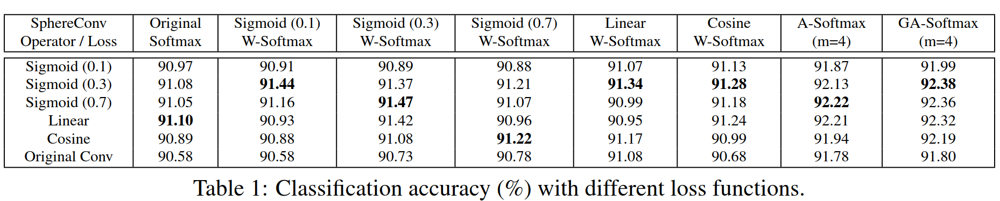 SphereConv Original Sigmoid (0.1) Sigmoid (0.3) Sigmoid (0.7) Linear Cosine A-Softmax GA-Softmax
Operator / Loss Softmax W-Softmax W-Softmax W-Softmax W-Softmax W-Softmax (m=4) (m=4)
Sigmoid (0.1) 90.97 90.91 90.89 90.88 91.07 91.13 91.87 91.99
Sigmoid (0.3) 91.08 91.44 91.37 91.21 91.34 91.28 92.13 92.38
Sigmoid (0.7) 91.05 91.16 91.47 91.07 90.99 91.18 92.22 92.36
Linear 91.10 90.93 91.42 90.96 90.95 91.24 92.21 92.32
Cosine 90.89 90.88 91.08 91.22 91.17 90.99 91.94 92.19
Original Conv 90.58 90.58 90.73 90.78 91.08 90.68 91.78 91.80
Table 1: Classification accuracy (%) with different loss functions.